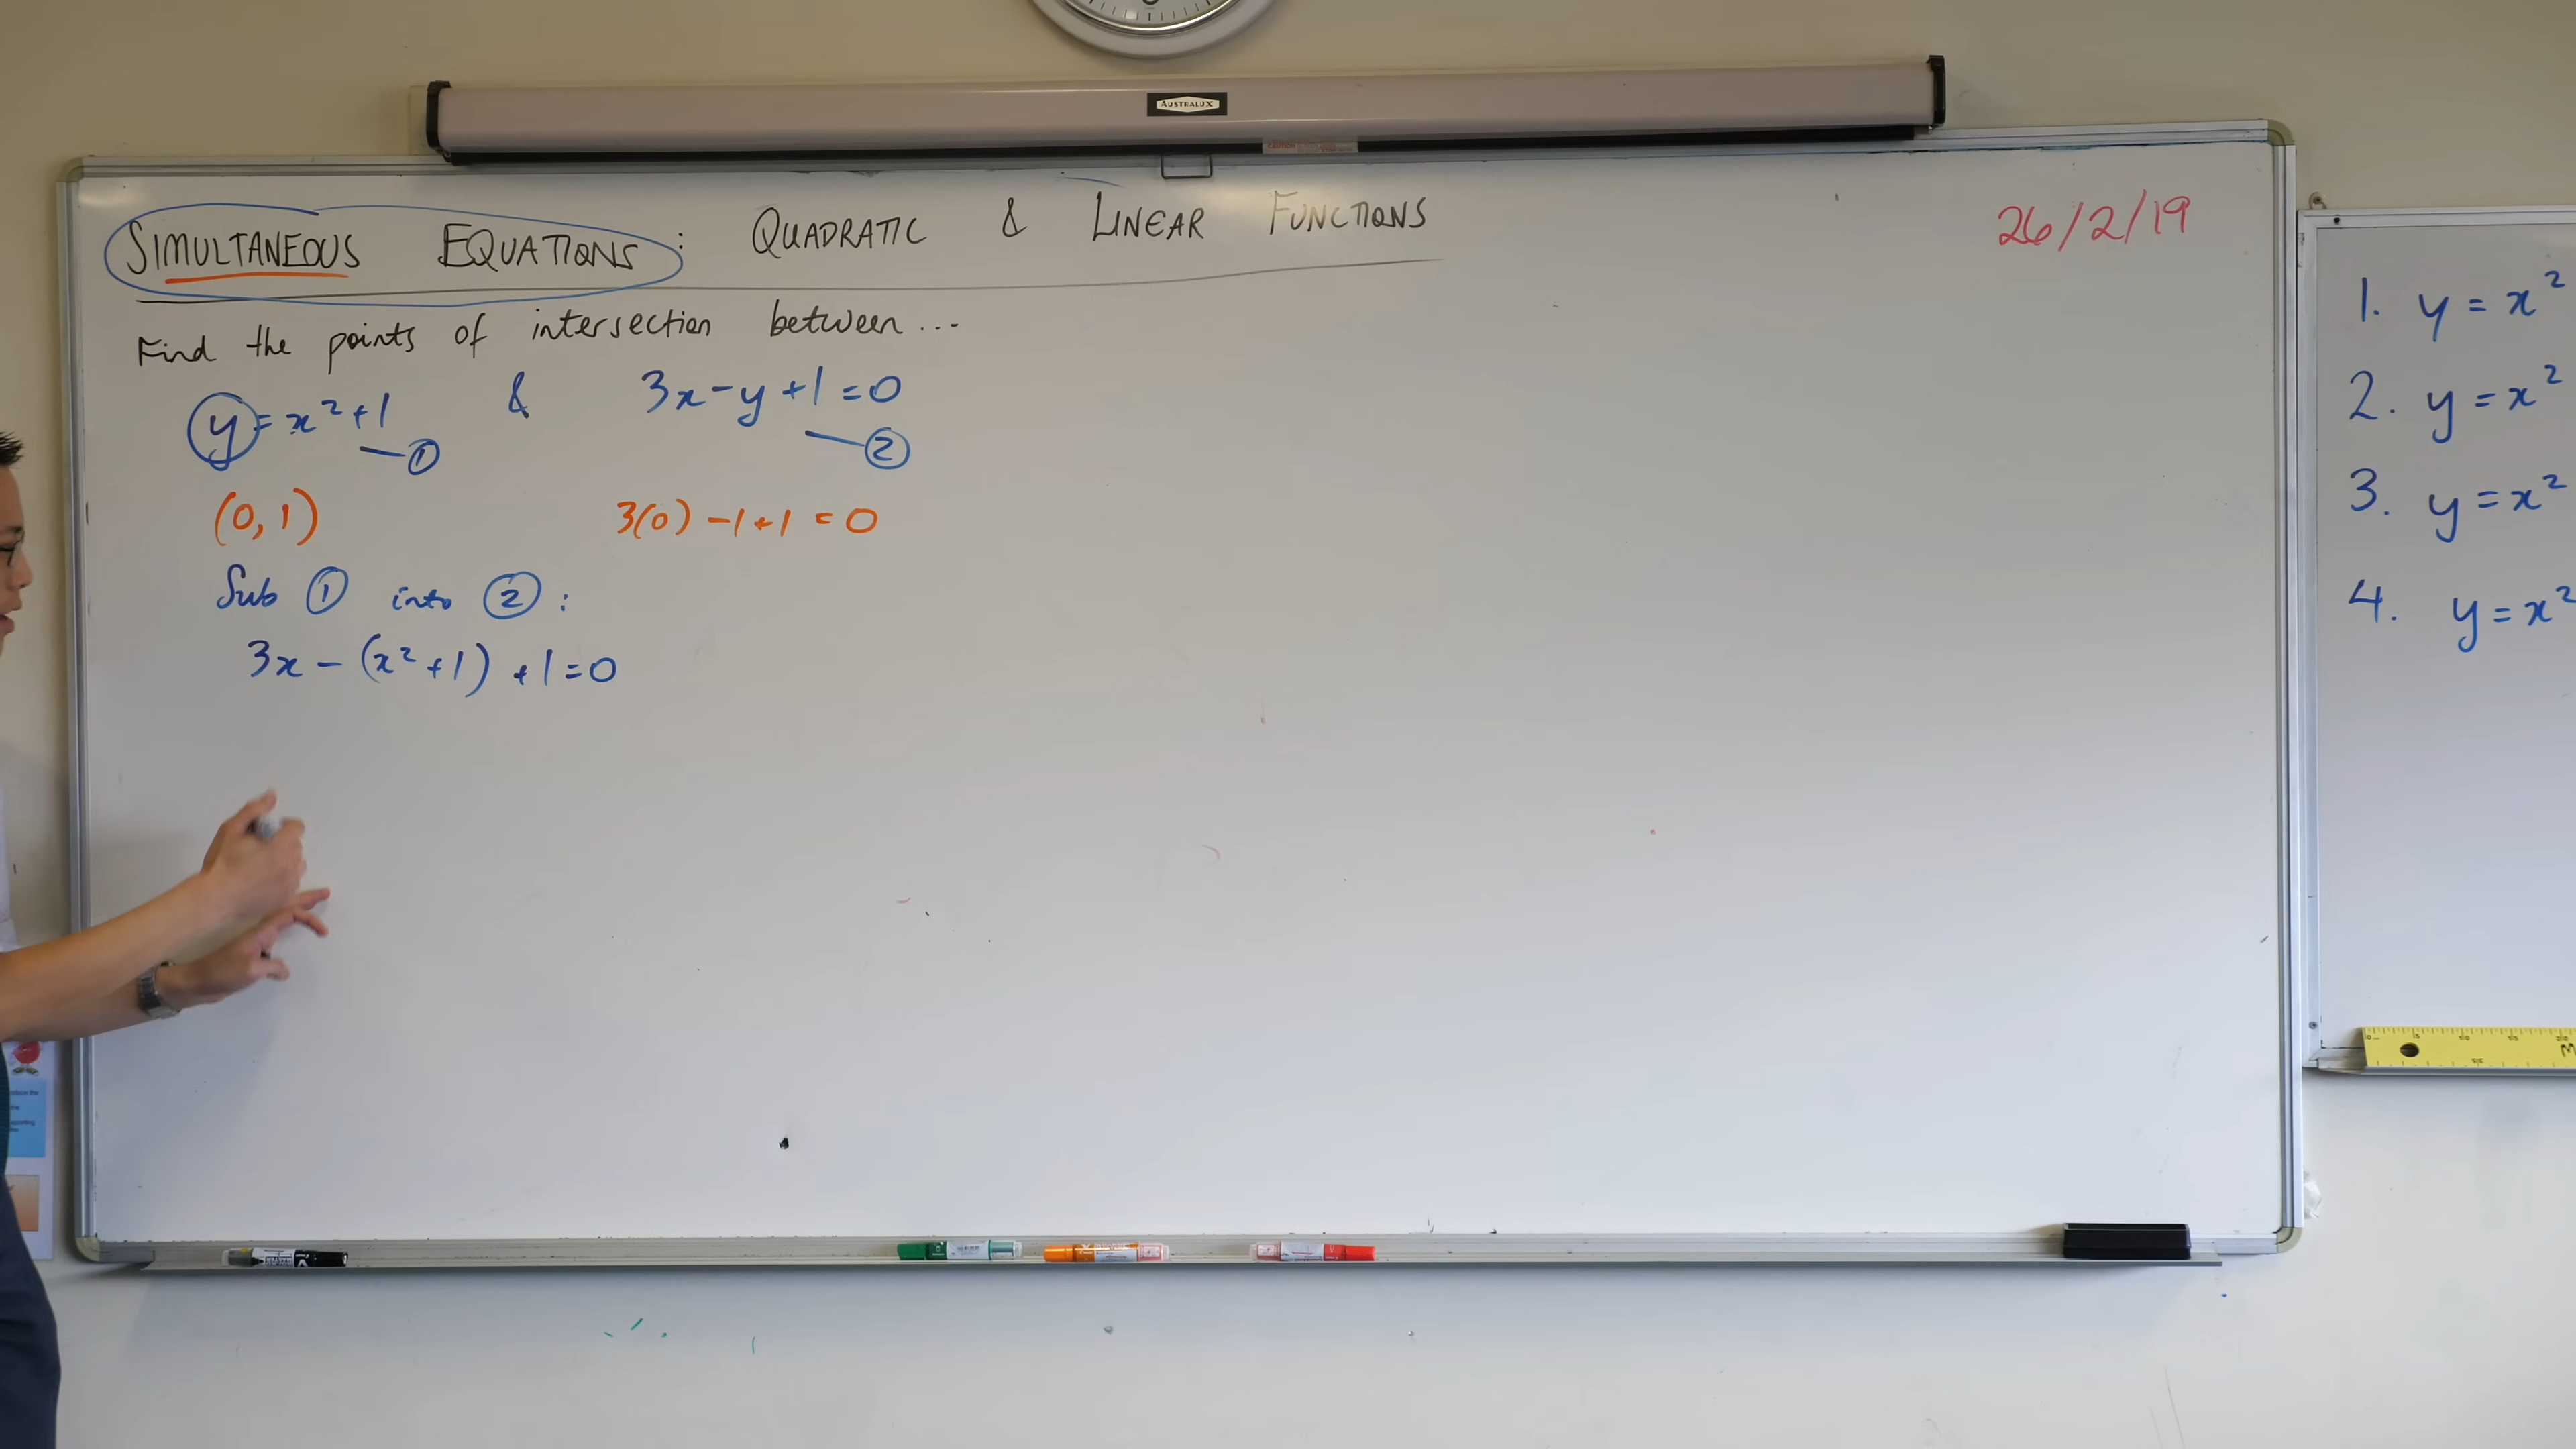 AUSTRALUX
SIMULTANEOUS EQUATIONS : QUADRATIC & LINEAR FUNCTIONS
26/2/19
Find the points of intersection between...
y = x² + 1 & 3x - y + 1 = 0
— ① — ②
(0, 1) 3(0) - 1 + 1 = 0
Sub ① into ② :
3x - (x² + 1) + 1 = 0
1. y = x²
2. y = x²
3. y = x²
4. y = x²